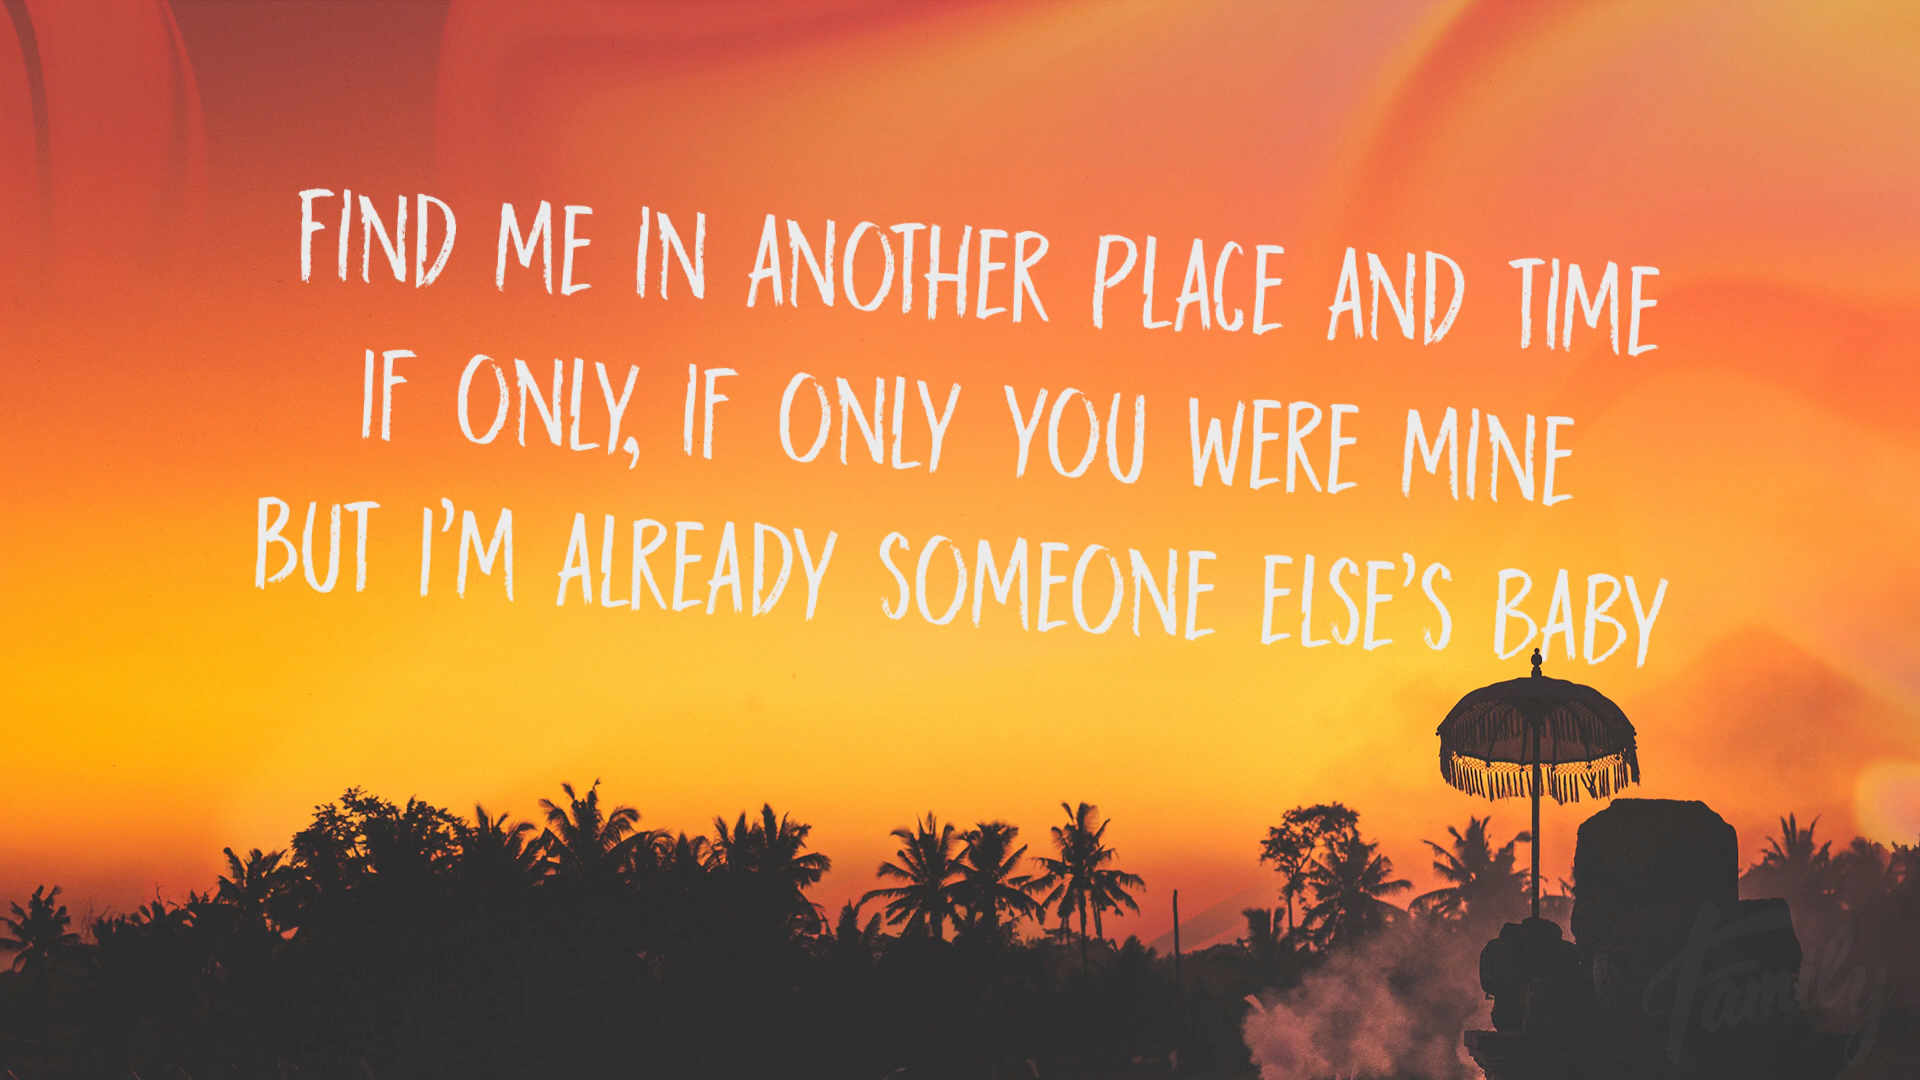 FIND ME IN ANOTHER PLACE AND TIME
IF ONLY, IF ONLY YOU WERE MINE
BUT I'M ALREADY SOMEONE ELSE'S BABY
Family